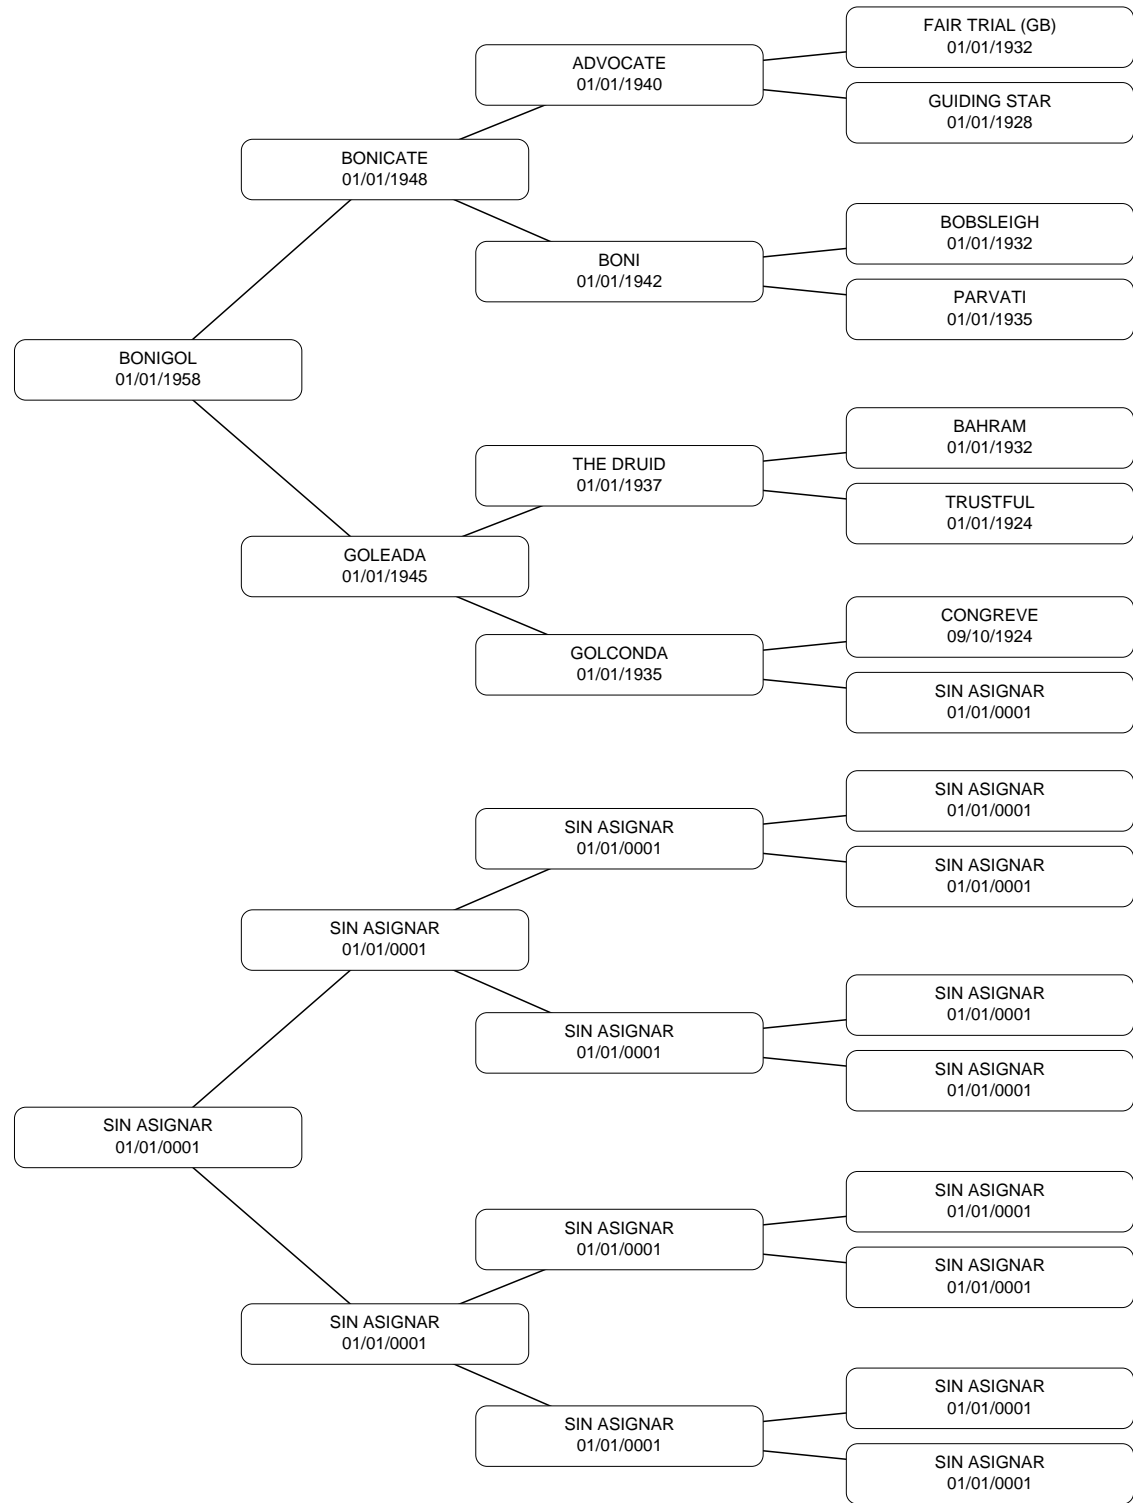 FAIR TRIAL (GB)
01/01/1932
ADVOCATE
01/01/1940
GUIDING STAR
01/01/1928
BONICATE
01/01/1948
BOBSLEIGH
01/01/1932
BONI
01/01/1942
PARVATI
01/01/1935
BONIGOL
01/01/1958
BAHRAM
01/01/1932
THE DRUID
01/01/1937
TRUSTFUL
01/01/1924
GOLEADA
01/01/1945
CONGREVE
09/10/1924
GOLCONDA
01/01/1935
SIN ASIGNAR
01/01/0001
SIN ASIGNAR
01/01/0001
SIN ASIGNAR
01/01/0001
SIN ASIGNAR
01/01/0001
SIN ASIGNAR
01/01/0001
SIN ASIGNAR
01/01/0001
SIN ASIGNAR
01/01/0001
SIN ASIGNAR
01/01/0001
SIN ASIGNAR
01/01/0001
SIN ASIGNAR
01/01/0001
SIN ASIGNAR
01/01/0001
SIN ASIGNAR
01/01/0001
SIN ASIGNAR
01/01/0001
SIN ASIGNAR
01/01/0001
SIN ASIGNAR
01/01/0001
SIN ASIGNAR
01/01/0001